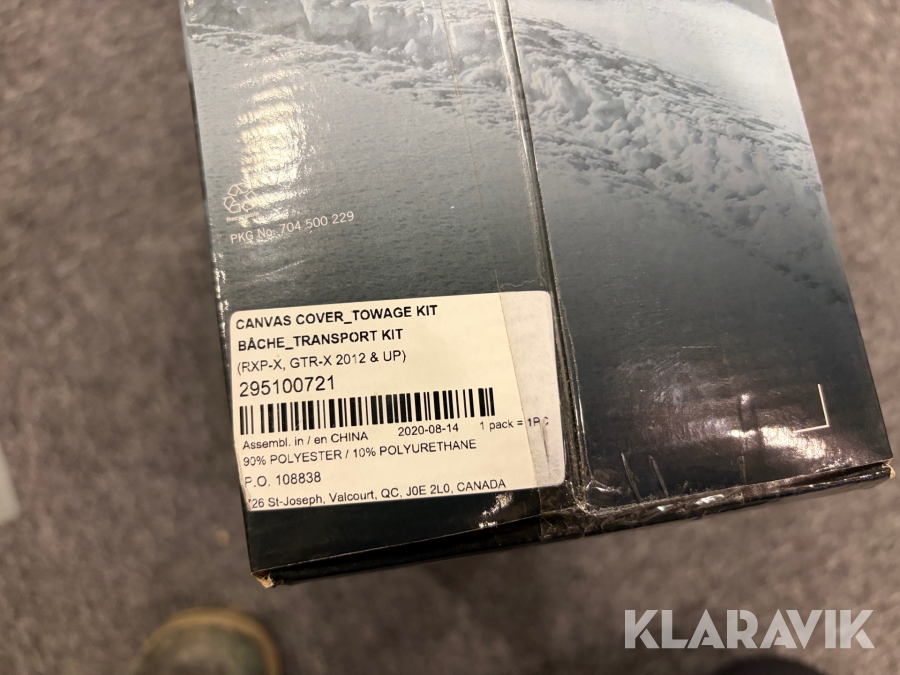 PKG No: 704 500 229
CANVAS COVER_TOWAGE KIT
BÂCHE_TRANSPORT KIT
(RXP-X, GTR-X 2012 & UP)
295100721
Assembl. in / en CHINA 2020-08-14 1 pack = 1PC
90% POLYESTER / 10% POLYURETHANE
P.O. 108838
726 St-Joseph, Valcourt, QC, J0E 2L0, CANADA
KLARAVIK